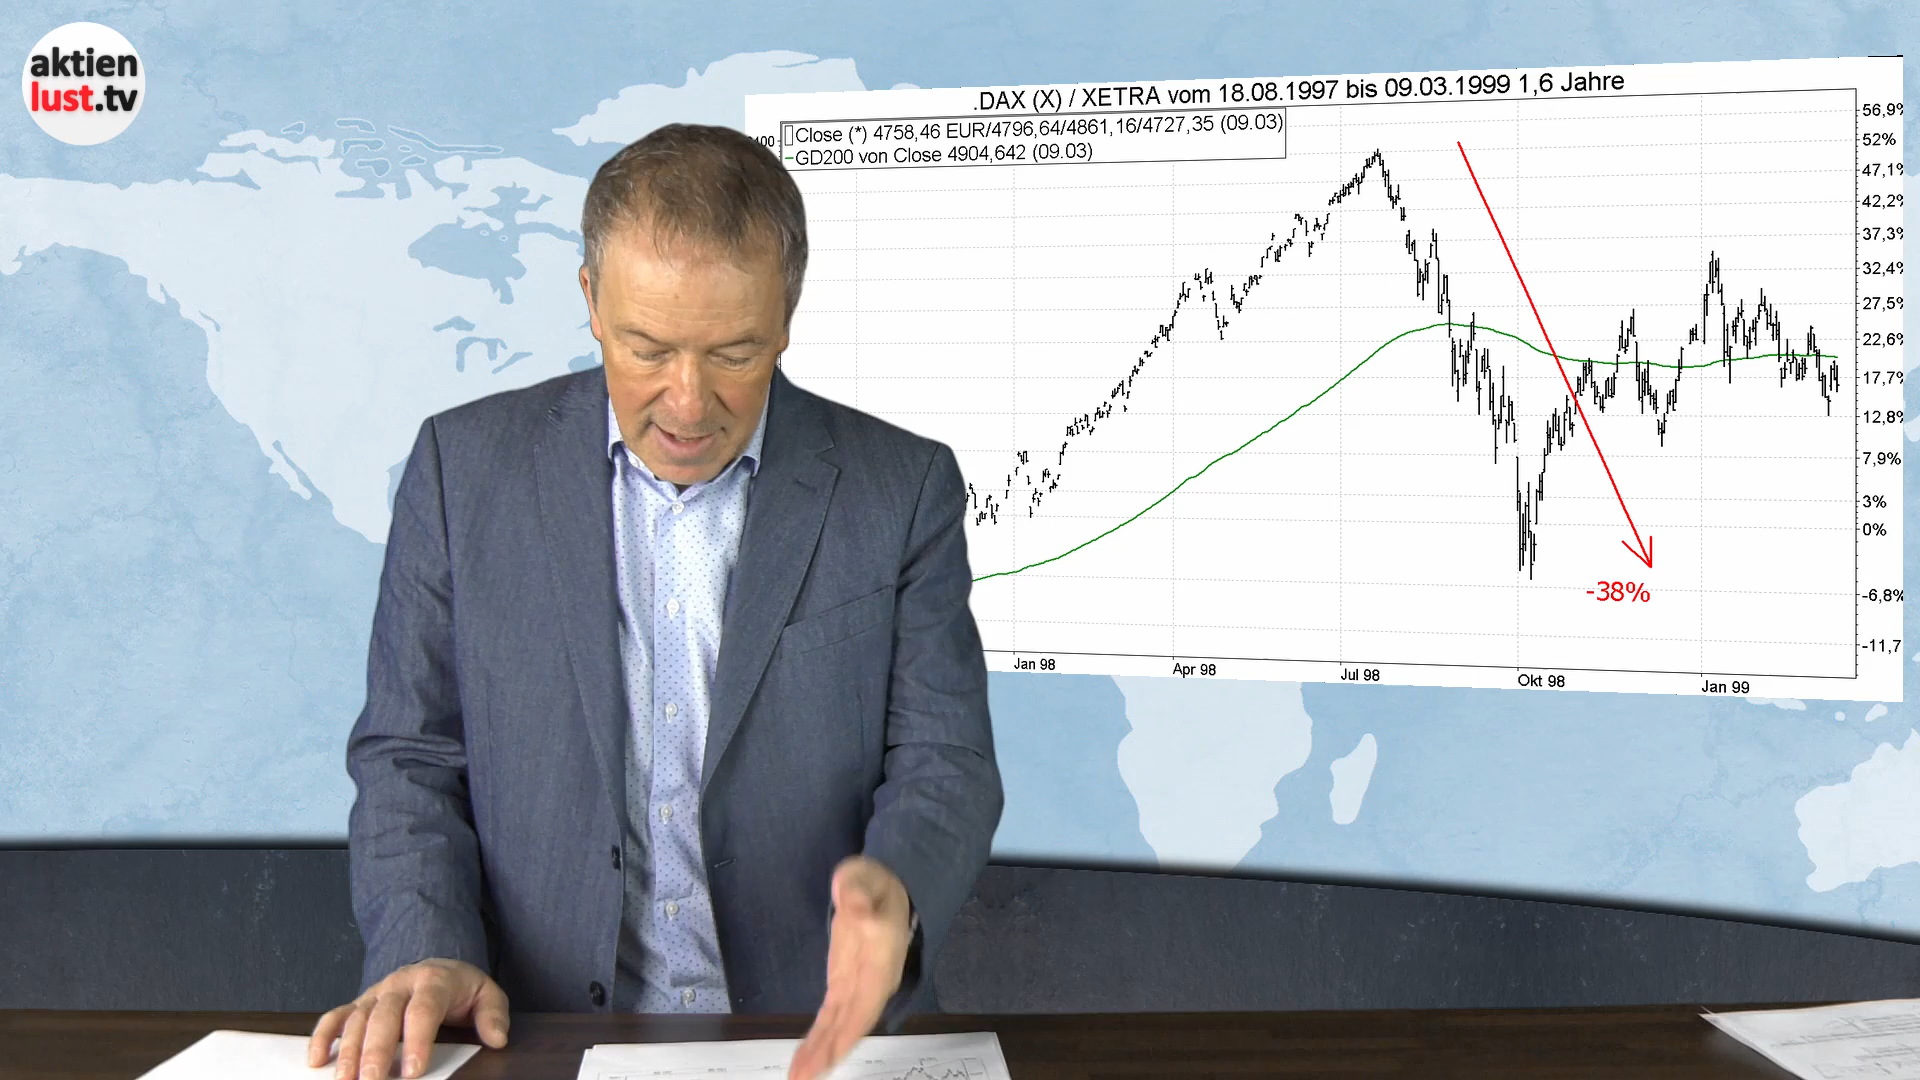 aktien
lust.tv
.DAX (X) / XETRA vom 18.08.1997 bis 09.03.1999 1,6 Jahre
Close (*) 4758,46 EUR/4796,64/4861,16/4727,35 (09.03)
GD200 von Close 4904,642 (09.03)
56,9%
52%
47,1%
42,2%
37,3%
32,4%
27,5%
22,6%
17,7%
12,8%
7,9%
3%
0%
-6,8%
-11,7
-38%
Jan 98
Apr 98
Jul 98
Okt 98
Jan 99